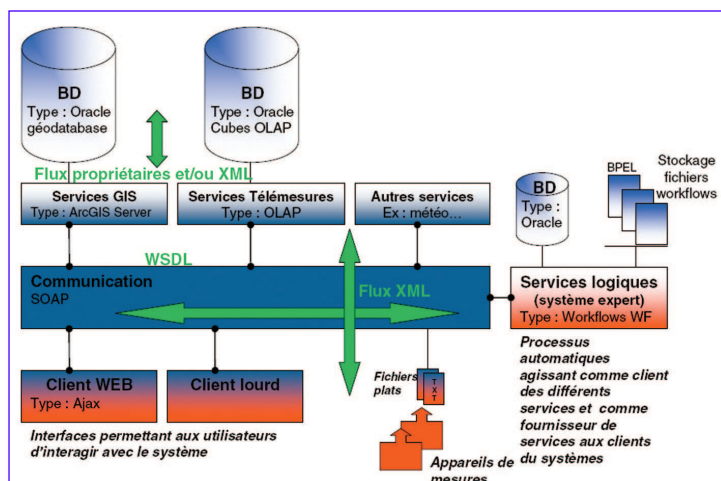 BD
Type : Oracle
géodatabase
BD
Type : Oracle
Cubes OLAP
Flux propriétaires et/ou XML
Services GIS
Type : ArcGIS Server
Services Télémesures
Type : OLAP
Autres services
Ex : météo...
BD
Type :
Oracle
BPEL
Stockage
fichiers
workflows
WSDL
Communication
SOAP
Flux XML
Services logiques
(système expert)
Type : Workflows WF
Client WEB
Type : Ajax
Client lourd
Fichiers
plats
TXT
Processus
automatiques
agissant comme client
des différents
services et comme
fournisseur de
services aux clients
du systèmes
Interfaces permettant aux utilisateurs
d'interagir avec le système
Appareils de
mesures